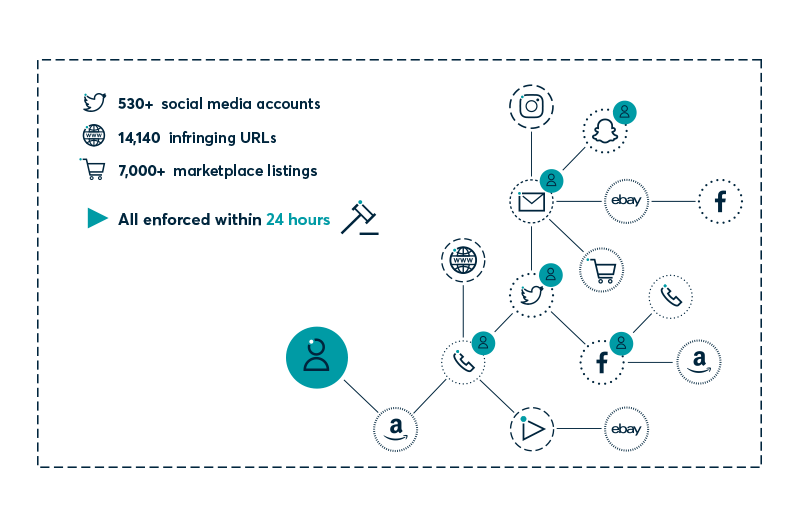 530+ social media accounts
www
14,140 infringing URLs
7,000+ marketplace listings
All enforced within 24 hours
ebay
f
www
f
a
a
ebay